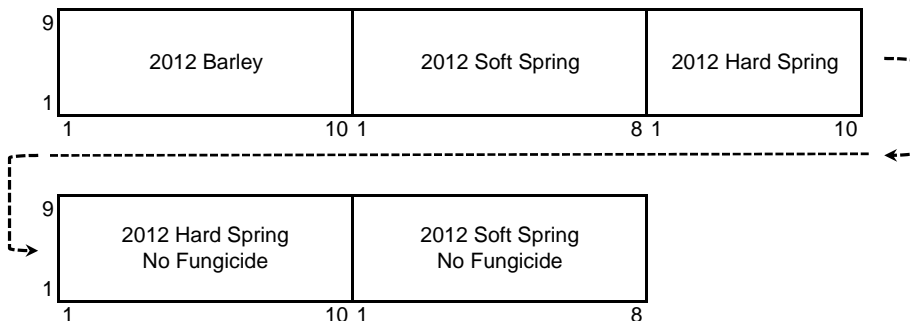 9
2012 Barley 2012 Soft Spring 2012 Hard Spring
1
1 10 1 8 1 10
9
2012 Hard Spring 2012 Soft Spring
No Fungicide No Fungicide
1
1 10 1 8